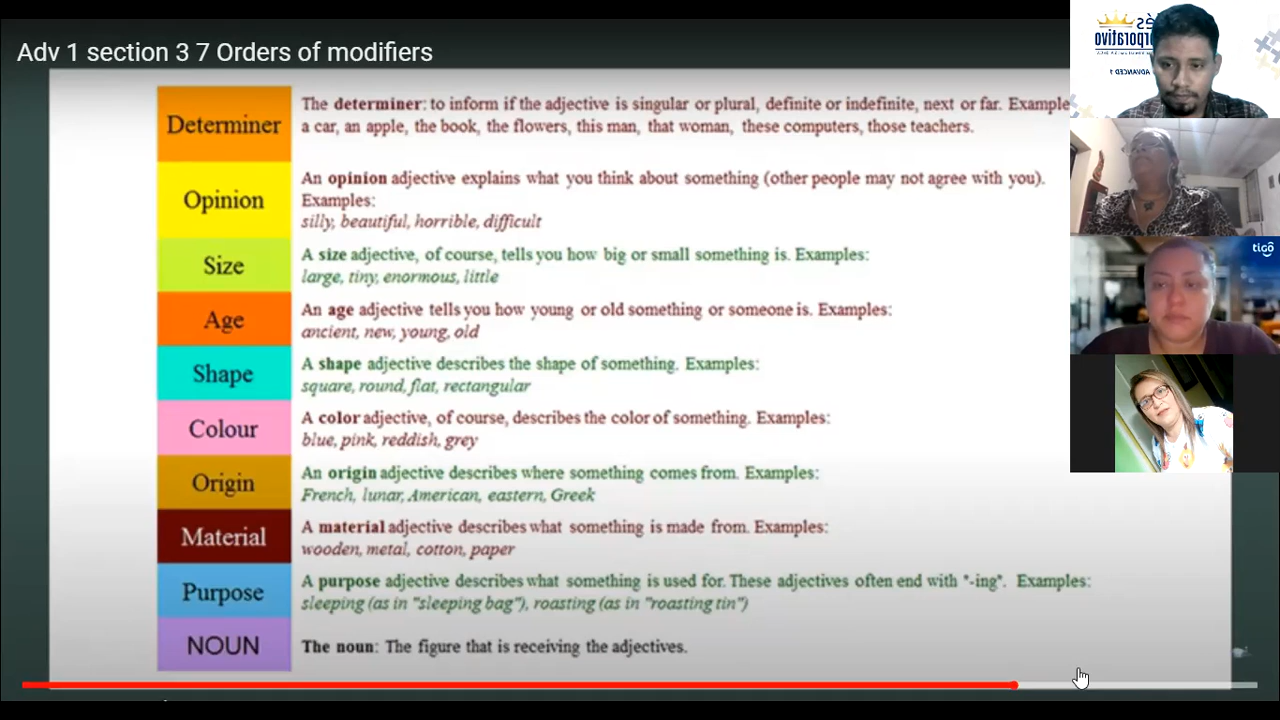 Adv 1 section 3 7 Orders of modifiers
Determiner
The determiner: to inform if the adjective is singular or plural, definite or indefinite, next or far. Example
a car, an apple, the book, the flowers, this man, that woman, these computers, those teachers.
Opinion
An opinion adjective explains what you think about something (other people may not agree with you).
Examples:
silly, beautiful, horrible, difficult
Size
A size adjective, of course, tells you how big or small something is. Examples:
large, tiny, enormous, little
Age
An age adjective tells you how young or old something or someone is. Examples:
ancient, new, young, old
Shape
A shape adjective describes the shape of something. Examples:
square, round, flat, rectangular
Colour
A color adjective, of course, describes the color of something. Examples:
blue, pink, reddish, grey
Origin
An origin adjective describes where something comes from. Examples:
French, lunar, American, eastern, Greek
Material
A material adjective describes what something is made from. Examples:
wooden, metal, cotton, paper
Purpose
A purpose adjective describes what something is used for. These adjectives often end with "-ing". Examples:
sleeping (as in "sleeping bag"), roasting (as in "roasting tin")
NOUN
The noun: The figure that is receiving the adjectives.
ADVANCED 1
tigo